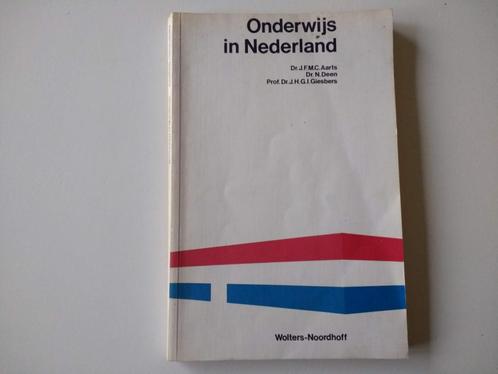 Onderwijs
in Nederland
Dr. J.F.M.C. Aarts
Dr. N. Deen
Prof. Dr. J.H.G.I. Giesbers
Wolters-Noordhoff